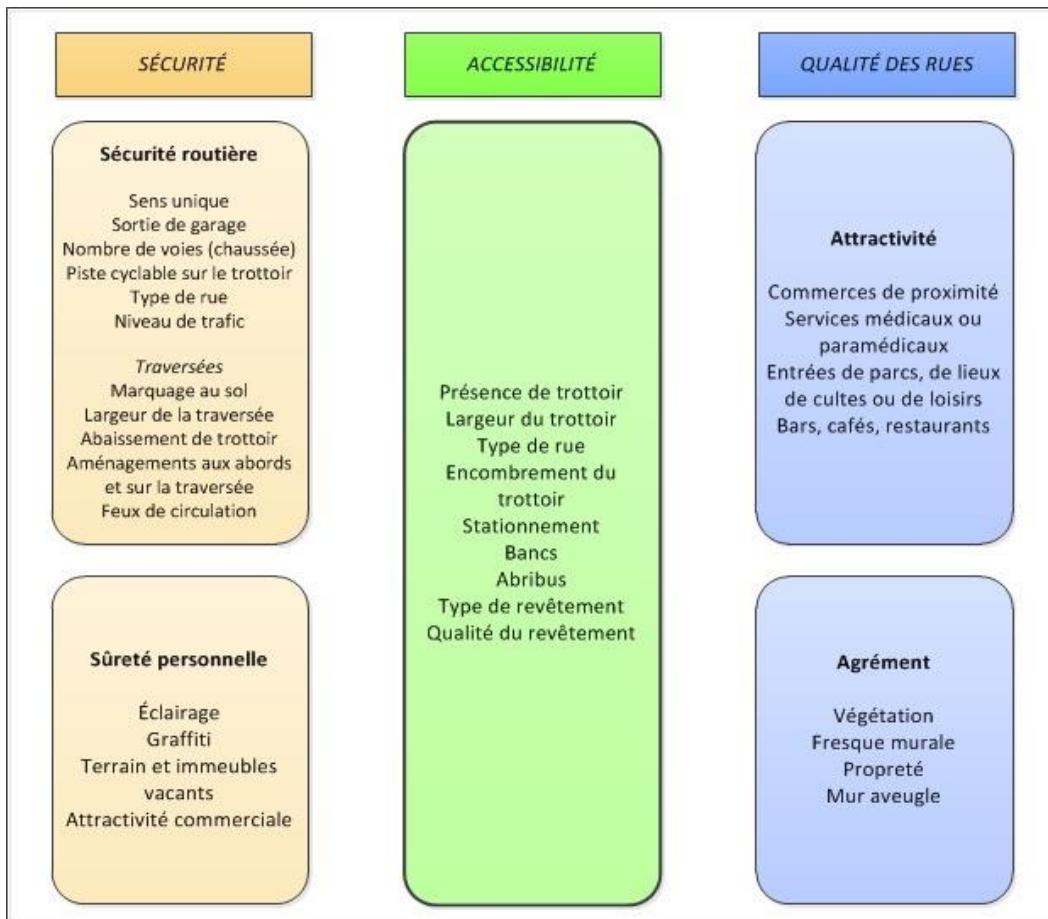 SÉCURITÉ
Sécurité routière
Sens unique
Sortie de garage
Nombre de voies (chaussée)
Piste cyclable sur le trottoir
Type de rue
Niveau de trafic
Traversées
Marquage au sol
Largeur de la traversée
Abaissement de trottoir
Aménagements aux abords
et sur la traversée
Feux de circulation
Sûreté personnelle
Éclairage
Graffiti
Terrain et immeubles
vacants
Attractivité commerciale
ACCESSIBILITÉ
Présence de trottoir
Largeur du trottoir
Type de rue
Encombrement du
trottoir
Stationnement
Bancs
Abribus
Type de revêtement
Qualité du revêtement
QUALITÉ DES RUES
Attractivité
Commerces de proximité
Services médicaux ou
paramédicaux
Entrées de parcs, de lieux
de cultes ou de loisirs
Bars, cafés, restaurants
Agrément
Végétation
Fresque murale
Propreté
Mur aveugle